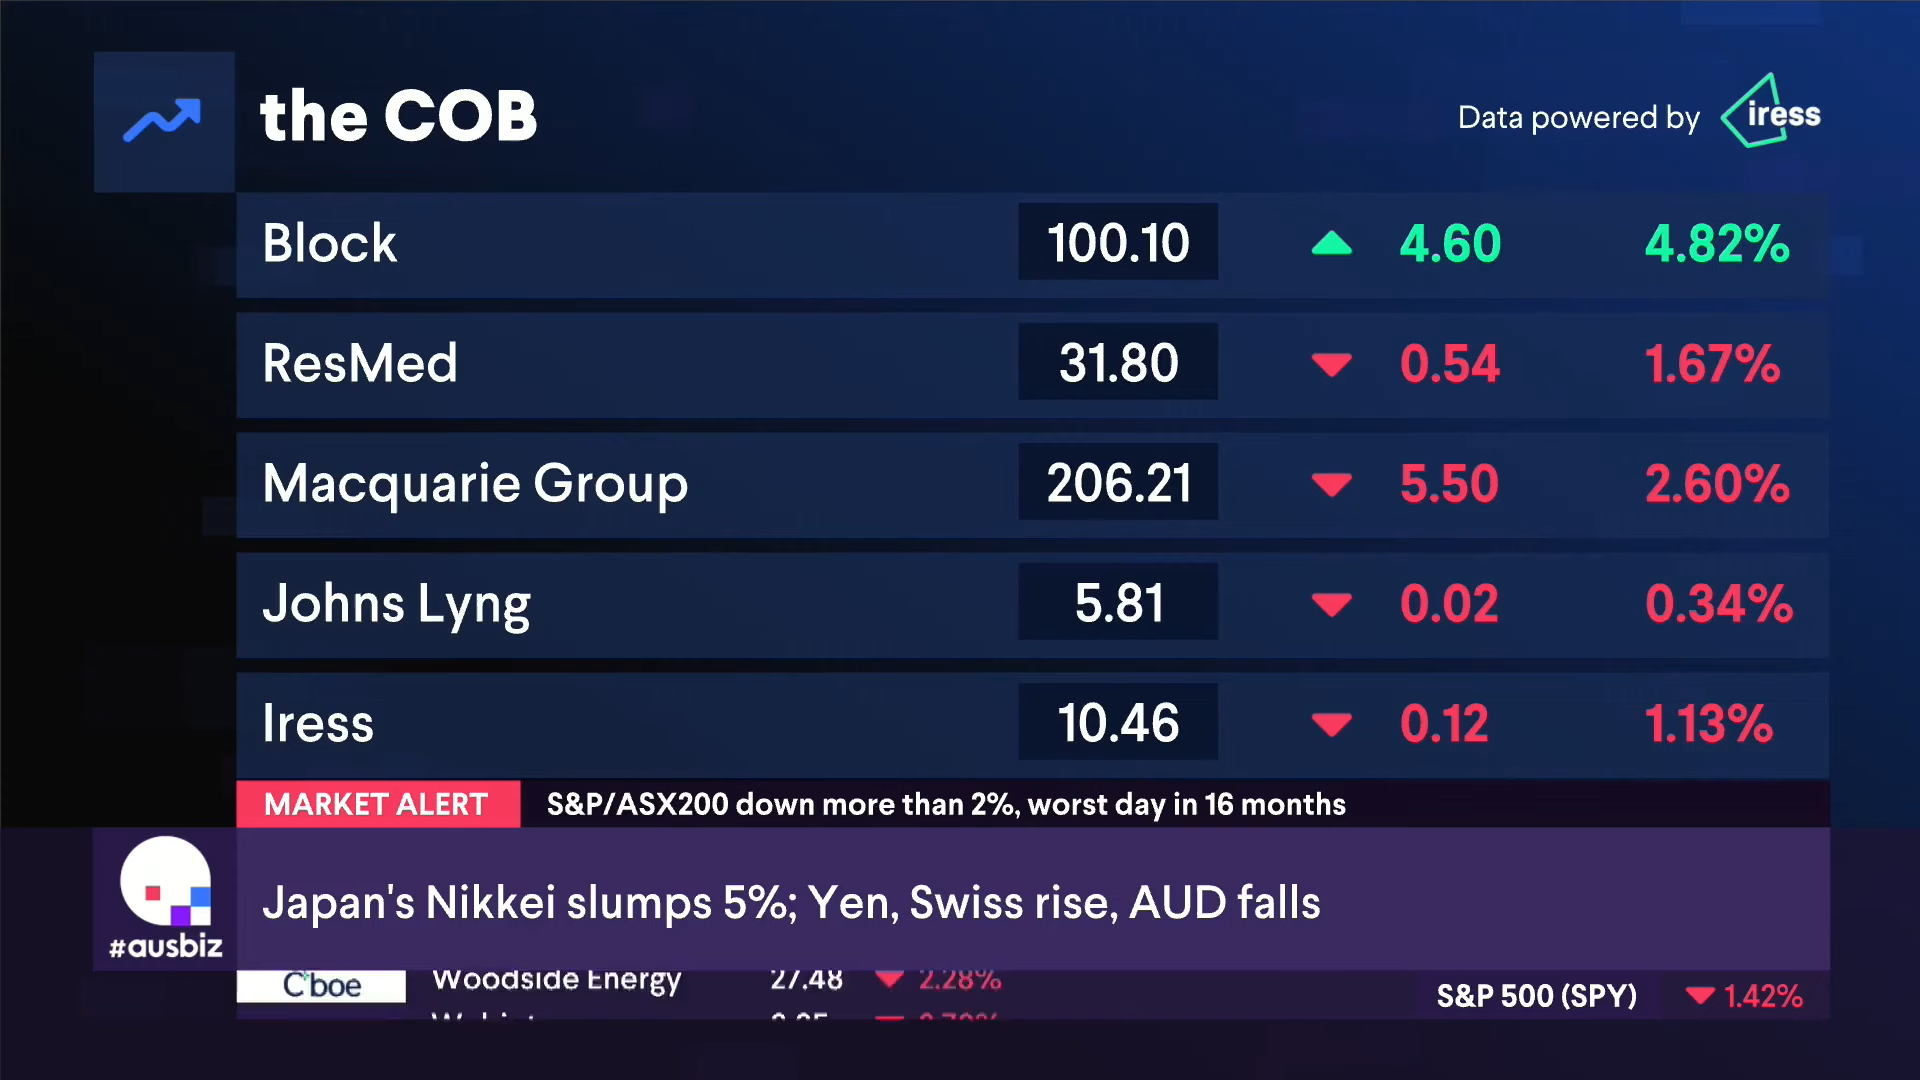 the COB
Data powered by iress
Block 100.10 4.60 4.82%
ResMed 31.80 0.54 1.67%
Macquarie Group 206.21 5.50 2.60%
Johns Lyng 5.81 0.02 0.34%
Iress 10.46 0.12 1.13%
MARKET ALERT S&P/ASX200 down more than 2%, worst day in 16 months
Japan's Nikkei slumps 5%; Yen, Swiss rise, AUD falls
#ausbiz
Cboe Woodside Energy 27.48 2.28%
S&P 500 (SPY) 1.42%